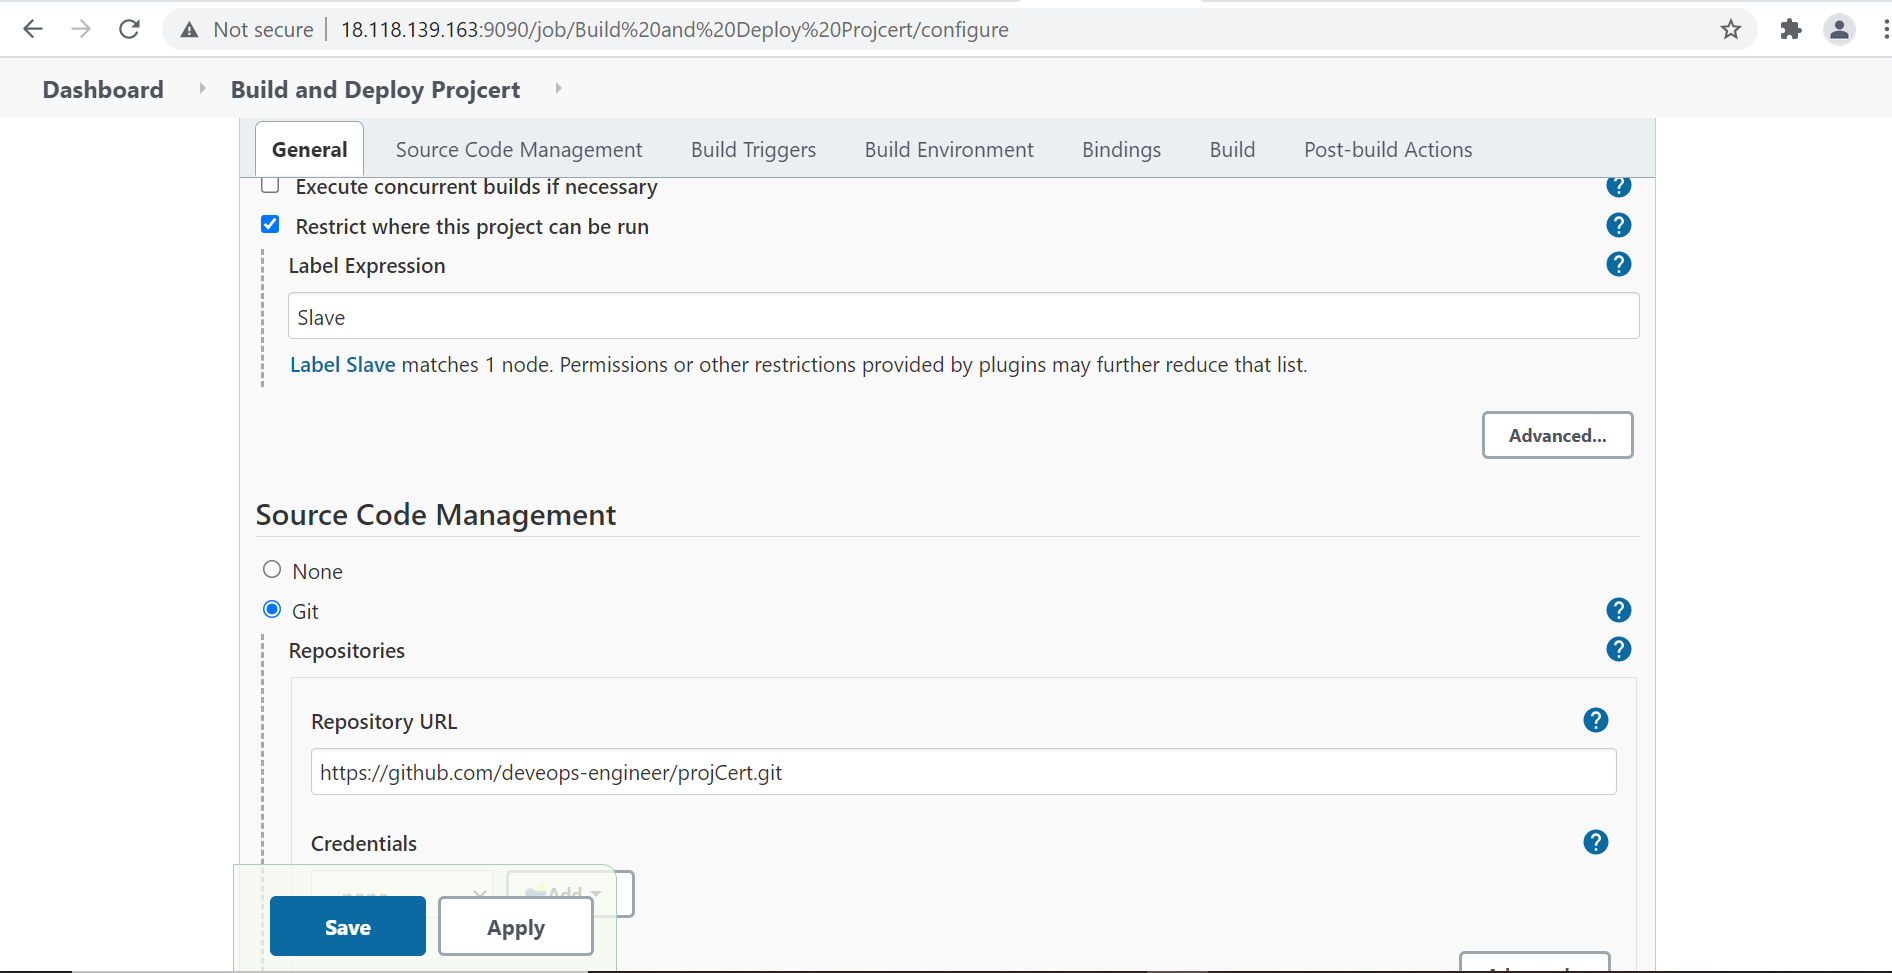 Not secure 18.118.139.163:9090/job/Build%20and%20Deploy%20Projcert/configure
Dashboard Build and Deploy Projcert
General Source Code Management Build Triggers Build Environment Bindings Build Post-build Actions
Execute concurrent builds if necessary ?
Restrict where this project can be run ?
Label Expression ?
Slave
Label Slave matches 1 node. Permissions or other restrictions provided by plugins may further reduce that list.
Advanced...
Source Code Management
None
Git ?
Repositories ?
Repository URL ?
https://github.com/deveops-engineer/projCert.git
Credentials ?
Add
Save Apply